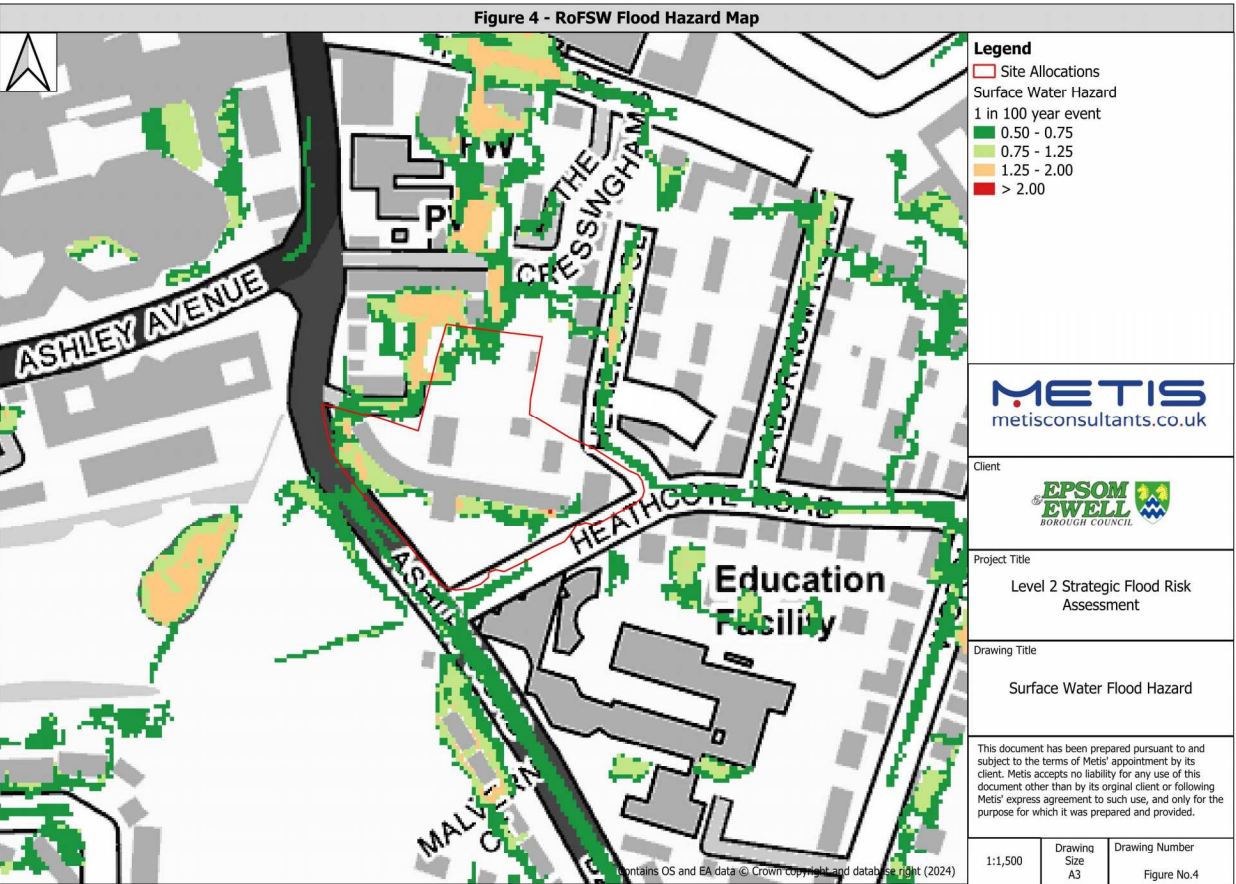 Figure 4 - RoFSW Flood Hazard Map
Legend
Site Allocations
Surface Water Hazard
1 in 100 year event
0.50 - 0.75
0.75 - 1.25
1.25 - 2.00
> 2.00
PW
THE
CRESSINGHAMS
ASHLEY AVENUE
HEATHCOTE ROAD
Education
Facility
METIS
metisconsultants.co.uk
Client
EPSOM
& EWELL
BOROUGH COUNCIL
Project Title
Level 2 Strategic Flood Risk
Assessment
Drawing Title
Surface Water Flood Hazard
This document has been prepared pursuant to and
subject to the terms of Metis' appointment by its
client. Metis accepts no liability for any use of this
document other than by its orginal client or following
Metis' express agreement to such use, and only for the
purpose for which it was prepared and provided.
1:1,500
Drawing
Size
A3
Drawing Number
Figure No.4
Contains OS and EA data © Crown copyright and database right (2024)